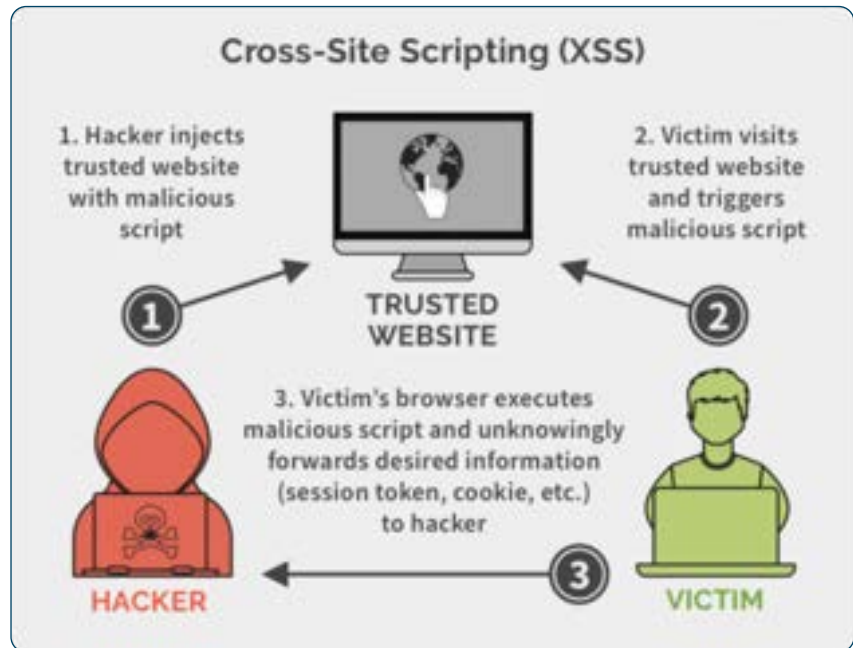 Cross-Site Scripting (XSS)
1. Hacker injects
trusted website
with malicious
script
2. Victim visits
trusted website
and triggers
malicious script
1
TRUSTED
WEBSITE
2
3. Victim's browser executes
malicious script and unknowingly
forwards desired information
(session token, cookie, etc.)
to hacker
3
HACKER
VICTIM